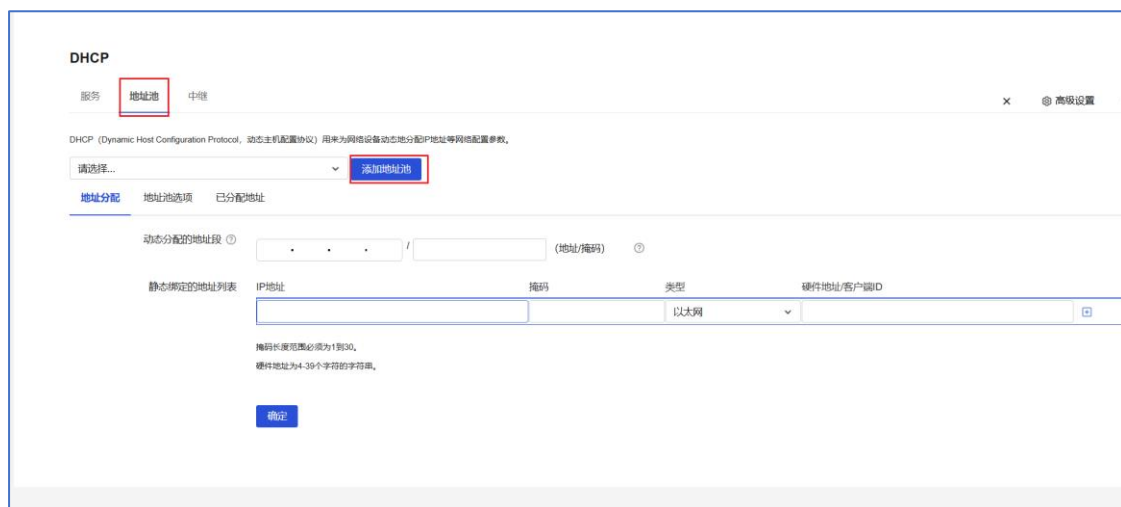 DHCP
服务 地址池 中继
× 高级设置
DHCP（Dynamic Host Configuration Protocol，动态主机配置协议）用来为网络设备动态地分配IP地址等网络配置参数。
请选择... 添加地址池
地址分配 地址池选项 已分配地址
动态分配的地址段 . . . / (地址/掩码)
静态绑定的地址列表 IP地址 掩码 类型 硬件地址/客户端ID
以太网
掩码长度范围必须为1到30。
硬件地址为4-39个字符的字符串。
确定